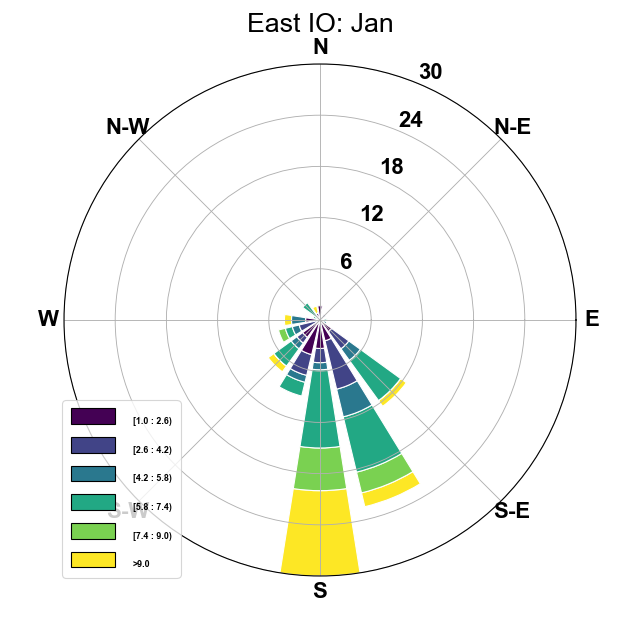 East IO: Jan
N
30
N-W
24
N-E
18
12
6
W
E
[1.0 : 2.6)
[2.6 : 4.2)
[4.2 : 5.8)
[5.8 : 7.4)
S-W
S-E
[7.4 : 9.0)
>9.0
S